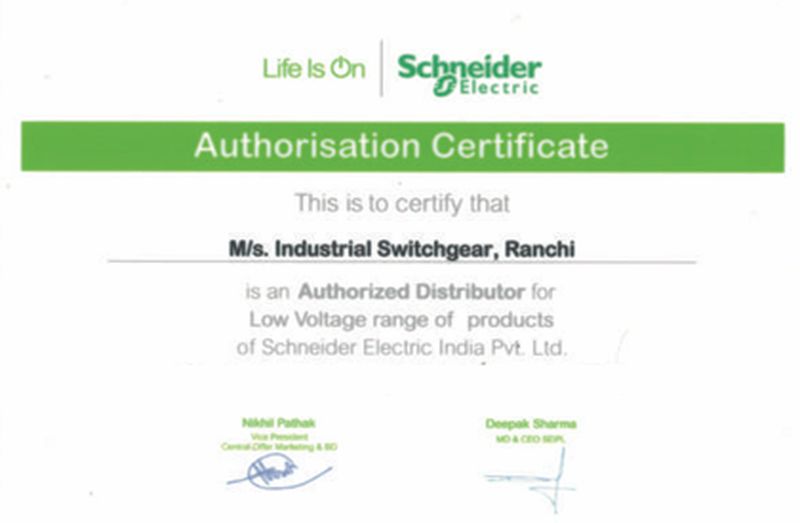 Life Is On Schneider Electric
Authorisation Certificate
This is to certify that
M/s. Industrial Switchgear, Ranchi
is an Authorized Distributor for
Low Voltage range of products
of Schneider Electric India Pvt. Ltd.
Nikhil Pathak
Vice President
Central Offer Marketing & BD
Deepak Sharma
MD & CEO SEIPL